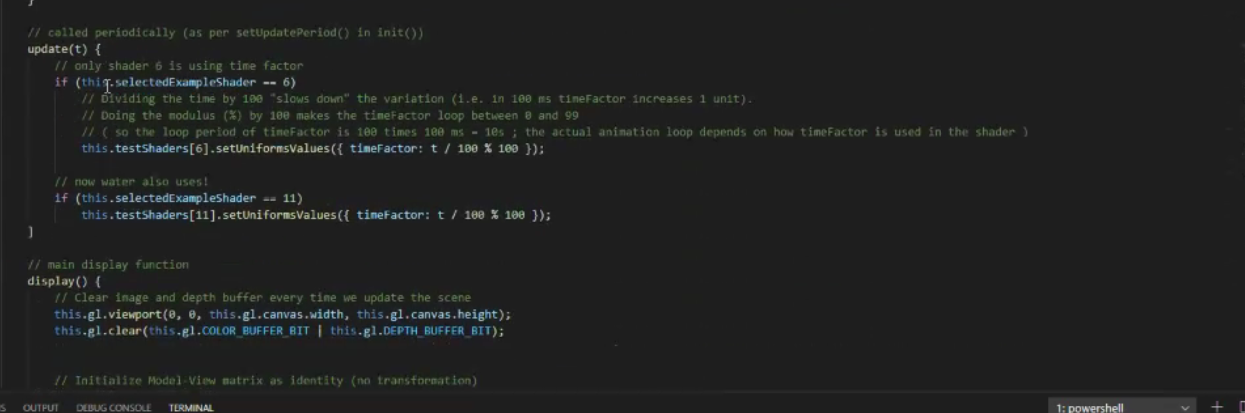 }
// called periodically (as per setUpdatePeriod() in init())
update(t) {
// only shader 6 is using time factor
if (this.selectedExampleShader == 6)
// Dividing the time by 100 "slows down" the variation (i.e. in 100 ms timeFactor increases 1 unit).
// Doing the modulus (%) by 100 makes the timeFactor loop between 0 and 99
// ( so the loop period of timeFactor is 100 times 100 ms = 10s ; the actual animation loop depends on how timeFactor is used in the shader )
this.testShaders[6].setUniformsValues({ timeFactor: t / 100 % 100 });
// now water also uses!
if (this.selectedExampleShader == 11)
this.testShaders[11].setUniformsValues({ timeFactor: t / 100 % 100 });
}
// main display function
display() {
// Clear image and depth buffer every time we update the scene
this.gl.viewport(0, 0, this.gl.canvas.width, this.gl.canvas.height);
this.gl.clear(this.gl.COLOR_BUFFER_BIT | this.gl.DEPTH_BUFFER_BIT);
// Initialize Model-View matrix as identity (no transformation)
OUTPUT DEBUG CONSOLE TERMINAL 1: powershell